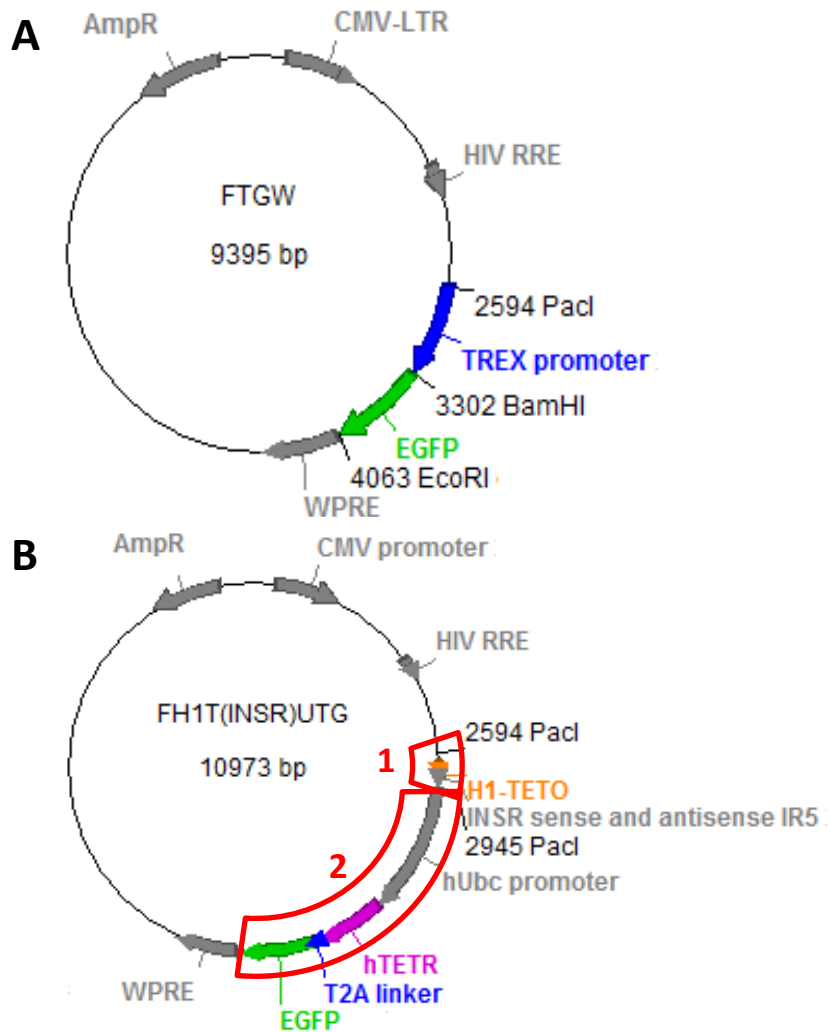 A
AmpR
CMV-LTR
HIV RRE
FTGW
9395 bp
2594 PacI
TREX promoter
3302 BamHI
EGFP
4063 EcoRI
WPRE
B
AmpR
CMV promoter
HIV RRE
FH1T(INSR)UTG
10973 bp
2594 PacI
1
H1-TETO
INSR sense and antisense IR5
2945 PacI
2
hUbc promoter
hTETR
WPRE
T2A linker
EGFP